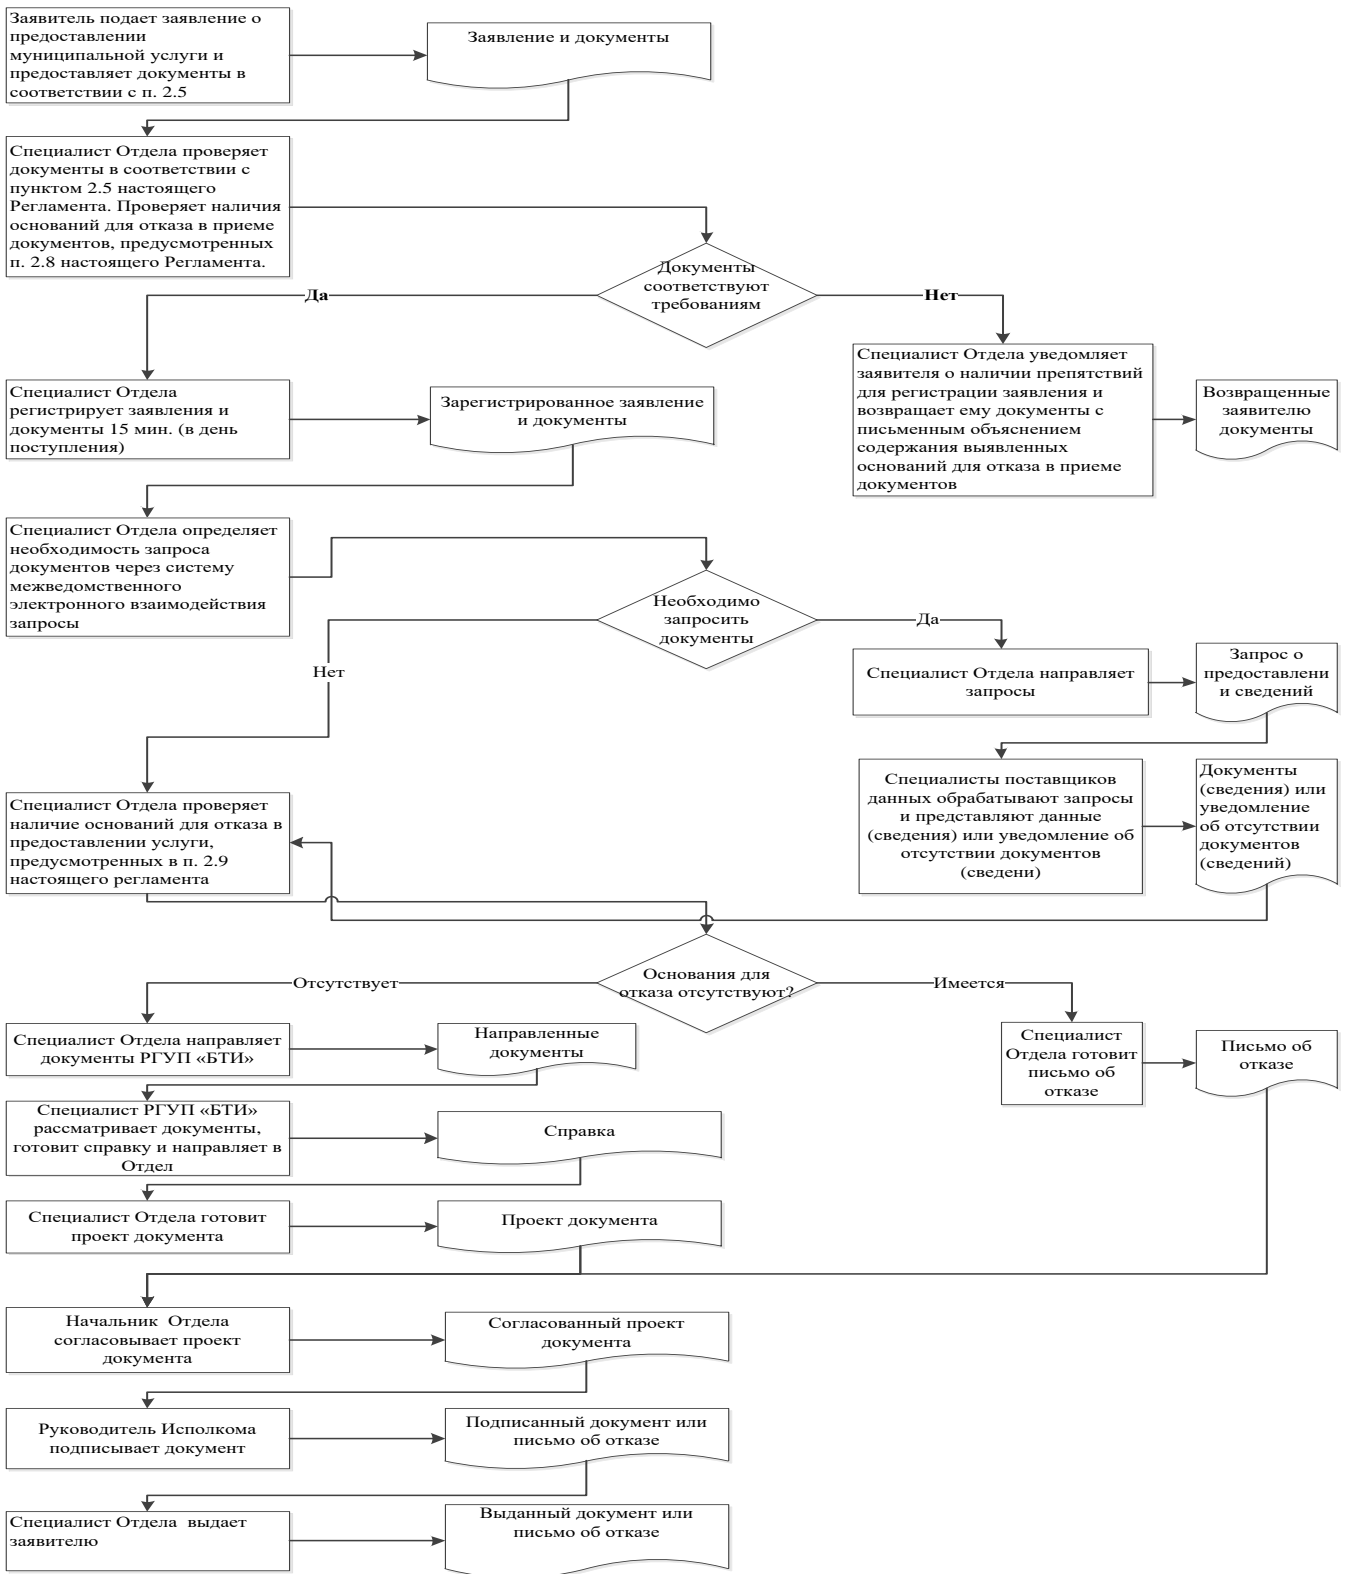 Заявитель подает заявление о
предоставлении
муниципальной услуги и
предоставляет документы в
соответствии с п. 2.5
Заявление и документы
Специалист Отдела проверяет
документы в соответствии с
пунктом 2.5 настоящего
Регламента. Проверяет наличия
оснований для отказа в приеме
документов, предусмотренных
п. 2.8 настоящего Регламента.
Документы
соответствуют
требованиям
Да
Нет
Специалист Отдела
регистрирует заявления и
документы 15 мин. (в день
поступления)
Зарегистрированное заявление
и документы
Специалист Отдела уведомляет
заявителя о наличии препятствий
для регистрации заявления и
возвращает ему документы с
письменным объяснением
содержания выявленных
оснований для отказа в приеме
документов
Возвращенные
заявителю
документы
Специалист Отдела определяет
необходимость запроса
документов через систему
межведомственного
электронного взаимодействия
запросы
Необходимо
запросить
документы
Да
Нет
Специалист Отдела направляет
запросы
Запрос о
предоставлени
и сведений
Специалисты поставщиков
данных обрабатывают запросы
и представляют данные
(сведения) или уведомление об
отсутствии документов
(сведени)
Документы
(сведения) или
уведомление
об отсутствии
документов
(сведений)
Специалист Отдела проверяет
наличие оснований для отказа в
предоставлении услуги,
предусмотренных в п. 2.9
настоящего регламента
Основания для
отказа отсутствуют?
Отсутствует
Имеется
Специалист Отдела направляет
документы РГУП «БТИ»
Направленные
документы
Специалист
Отдела готовит
письмо об
отказе
Письмо об
отказе
Специалист РГУП «БТИ»
рассматривает документы,
готовит справку и направляет в
Отдел
Справка
Специалист Отдела готовит
проект документа
Проект документа
Начальник  Отдела
согласовывает проект
документа
Согласованный проект
документа
Руководитель Исполкома
подписывает документ
Подписанный документ или
письмо об отказе
Специалист Отдела  выдает
заявителю
Выданный документ или
письмо об отказе